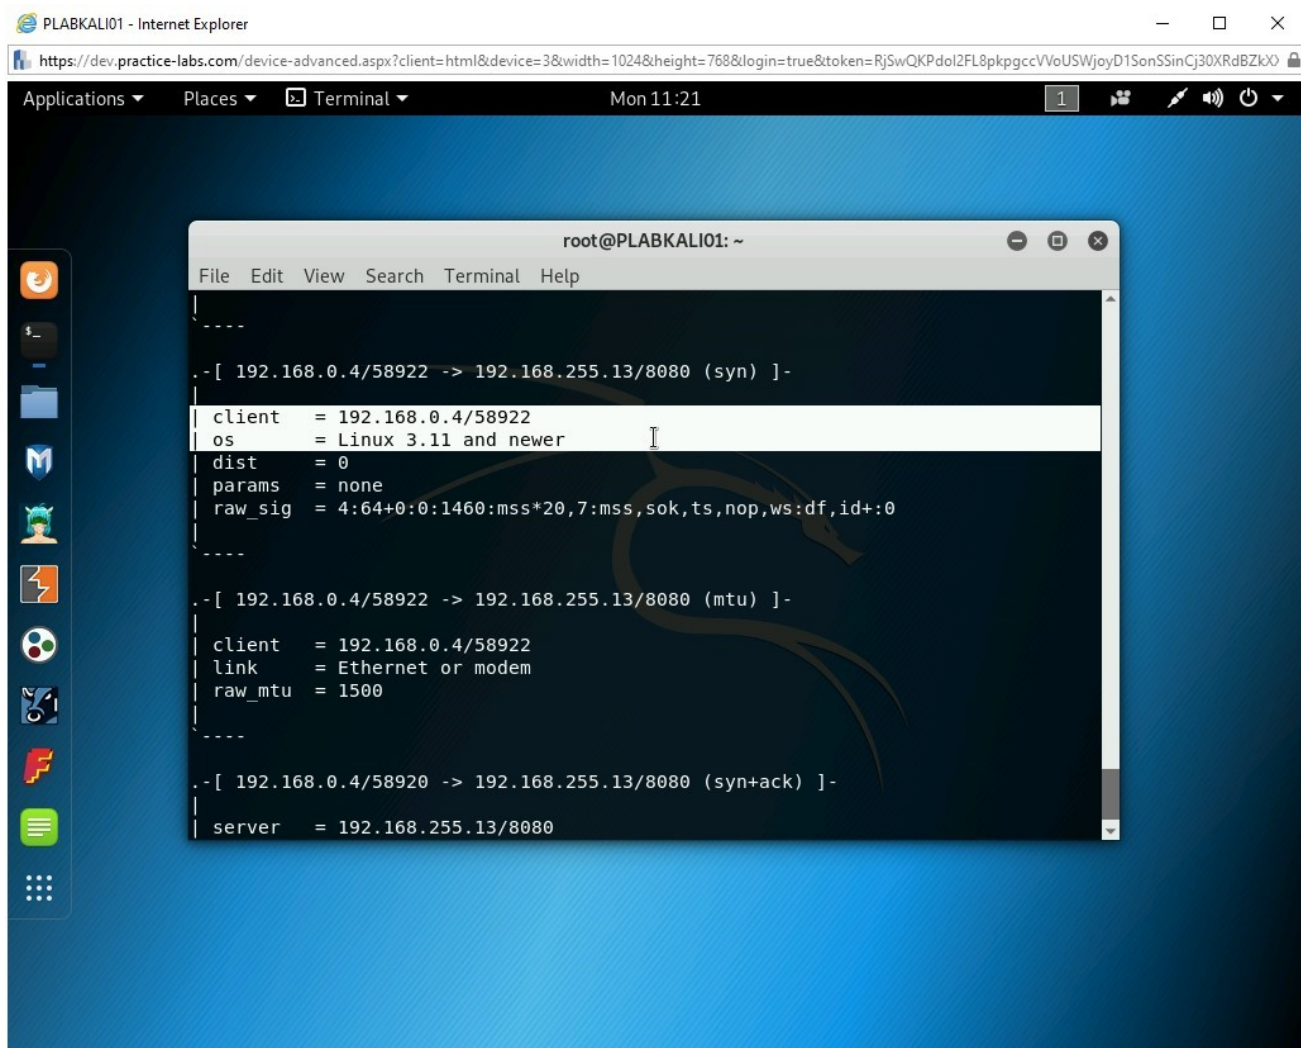 PLABKALI01 - Internet Explorer
https://dev.practice-labs.com/device-advanced.aspx?client=html&device=3&width=1024&height=768&login=true&token=RjSwQKPdol2FL8pkpgccVVoUSWjoyD1SonSSinCj30XRdBZkX
Applications Places Terminal Mon 11:21 1
root@PLABKALI01: ~
File Edit View Search Terminal Help
|
`----
.-[ 192.168.0.4/58922 -> 192.168.255.13/8080 (syn) ]-
|
| client   = 192.168.0.4/58922
| os       = Linux 3.11 and newer
| dist     = 0
| params   = none
| raw_sig  = 4:64+0:0:1460:mss*20,7:mss,sok,ts,nop,ws:df,id+:0
|
`----
.-[ 192.168.0.4/58922 -> 192.168.255.13/8080 (mtu) ]-
|
| client   = 192.168.0.4/58922
| link     = Ethernet or modem
| raw_mtu  = 1500
|
`----
.-[ 192.168.0.4/58920 -> 192.168.255.13/8080 (syn+ack) ]-
|
| server   = 192.168.255.13/8080